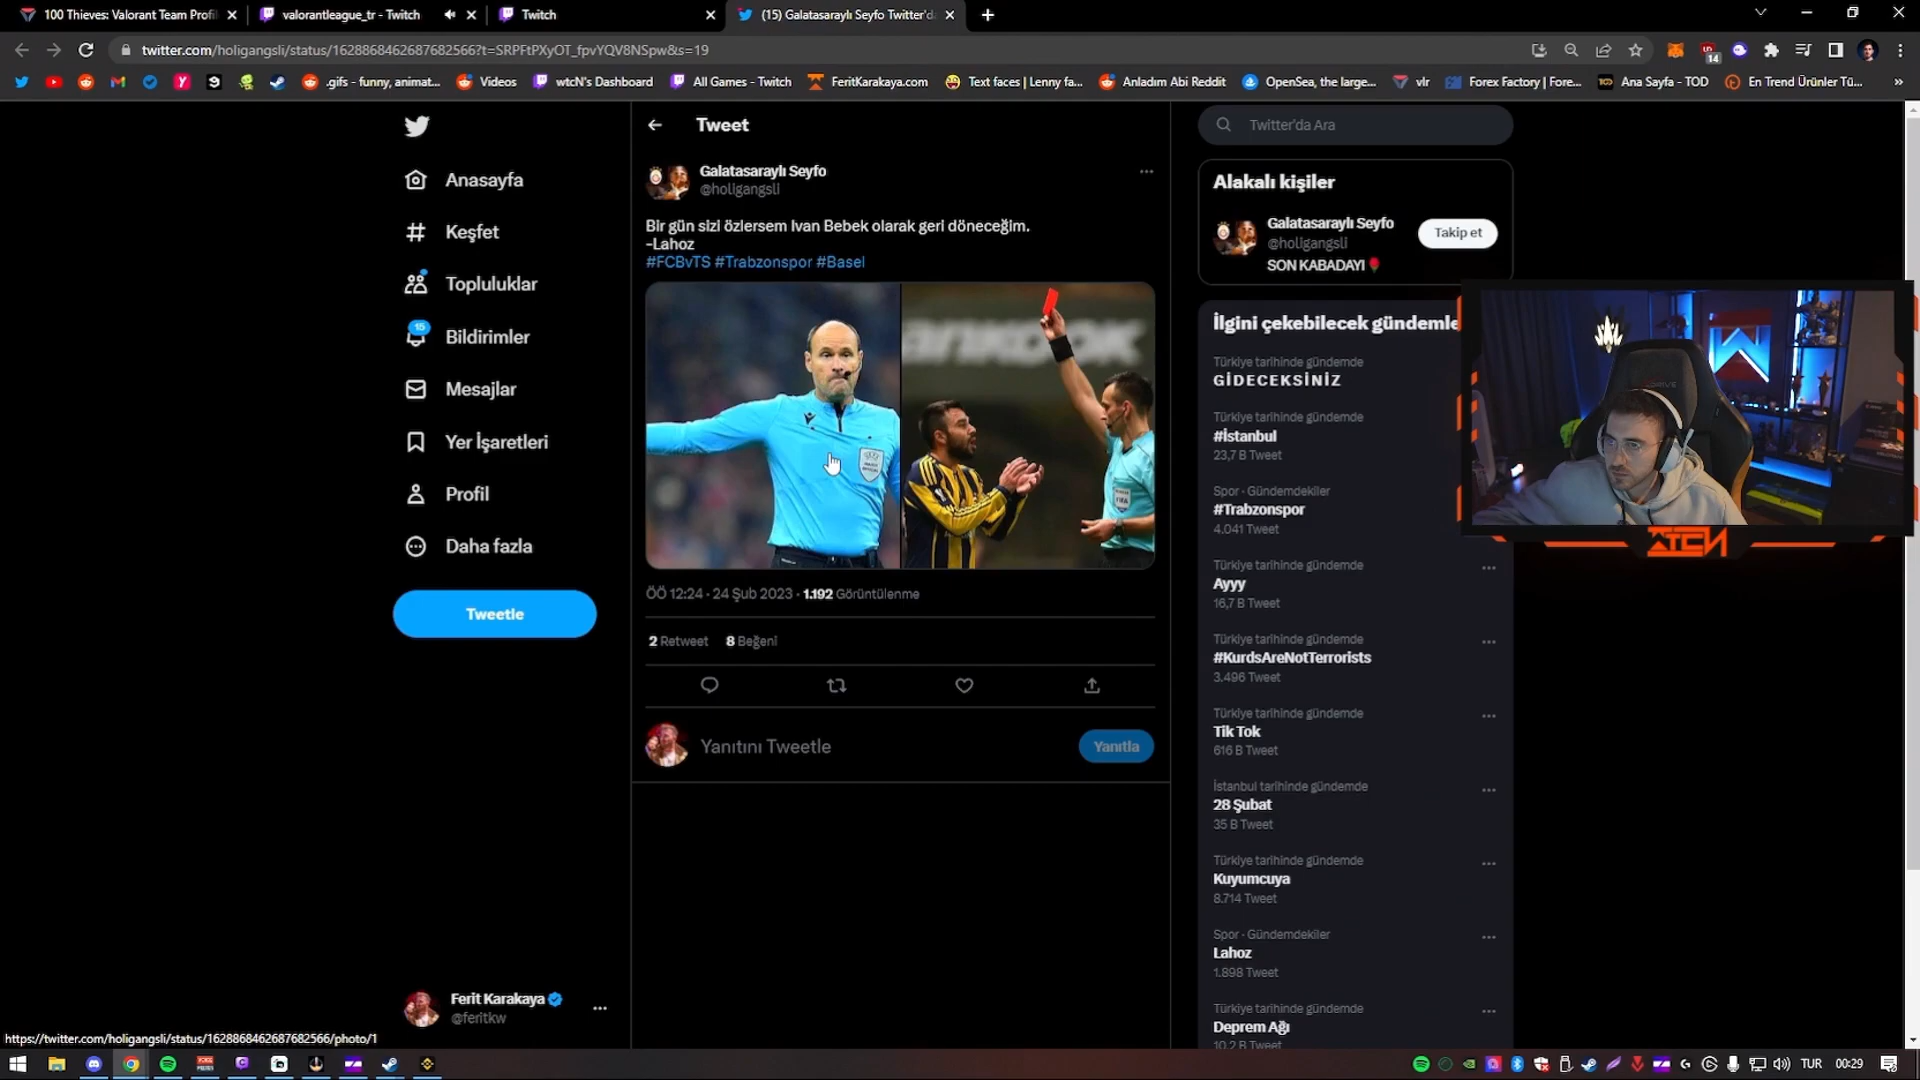 100 Thieves: Valorant Team Profi
valorantleague_tr - Twitch
Twitch
(15) Galatasaraylı Seyfo Twitter'd
twitter.com/holigangsli/status/1628868462687682566?t=SRPFtPXyOT_fpvYQV8NSpw&s=19
14
.gifs - funny, animat...
Videos
wtcN's Dashboard
All Games - Twitch
FeritKarakaya.com
Text faces | Lenny fa...
Anladım Abi Reddit
OpenSea, the large...
vlr
Forex Factory | Fore...
Ana Sayfa - TOD
En Trend Ürünler Tü...
Anasayfa
Keşfet
Topluluklar
15
Bildirimler
Mesajlar
Yer İşaretleri
Profil
Daha fazla
Tweetle
Ferit Karakaya
@feritkw
Tweet
Galatasaraylı Seyfo
@holigangsli
Bir gün sizi özlersem Ivan Bebek olarak geri döneceğim.
-Lahoz
#FCBvTS #Trabzonspor #Basel
ankook
ÖÖ 12:24 · 24 Şub 2023 · 1.192 Görüntülenme
2 Retweet 8 Beğeni
Yanıtını Tweetle
Yanıtla
Twitter'da Ara
Alakalı kişiler
Galatasaraylı Seyfo
@holigangsli
SON KABADAYI
Takip et
İlgini çekebilecek gündemle
Türkiye tarihinde gündemde
GİDECEKSİNİZ
Türkiye tarihinde gündemde
#İstanbul
23,7 B Tweet
Spor · Gündemdekiler
#Trabzonspor
4.041 Tweet
Türkiye tarihinde gündemde
Ayyy
16,7 B Tweet
Türkiye tarihinde gündemde
#KurdsAreNotTerrorists
3.496 Tweet
Türkiye tarihinde gündemde
Tik Tok
616 B Tweet
İstanbul tarihinde gündemde
28 Şubat
35 B Tweet
Türkiye tarihinde gündemde
Kuyumcuya
8.714 Tweet
Spor · Gündemdekiler
Lahoz
1.898 Tweet
Türkiye tarihinde gündemde
Deprem Ağı
10,2 B Tweet
WTCN
https://twitter.com/holigangsli/status/1628868462687682566/photo/1
TUR
00:29